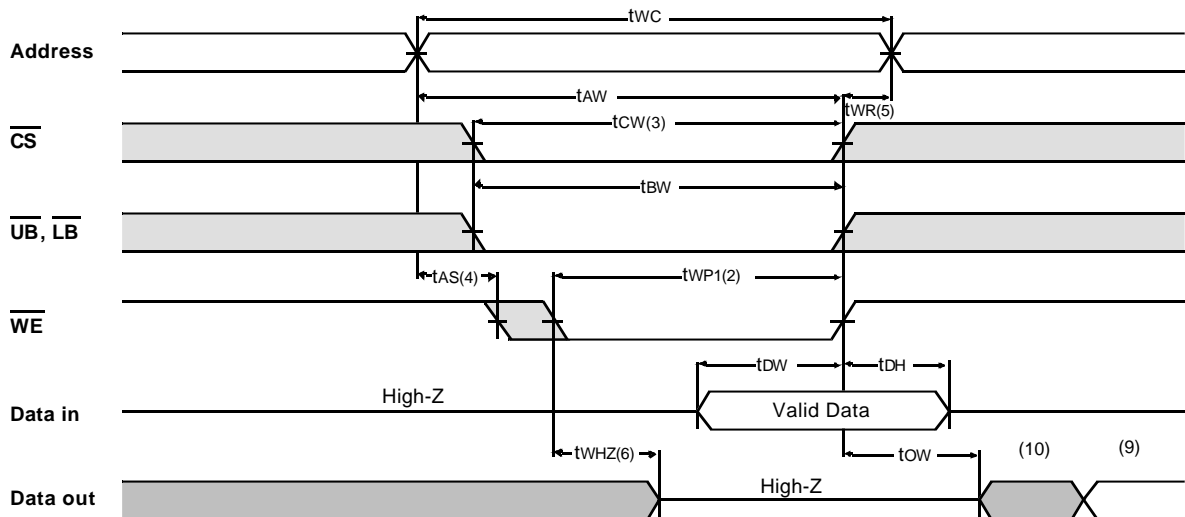 tWC
Address
tAW
tWR(5)
tCW(3)
CS
tBW
UB, LB
tAS(4)
tWP1(2)
WE
tDW
tDH
High-Z
Data in
Valid Data
tWHZ(6)
tOW
(10)
(9)
High-Z
Data out